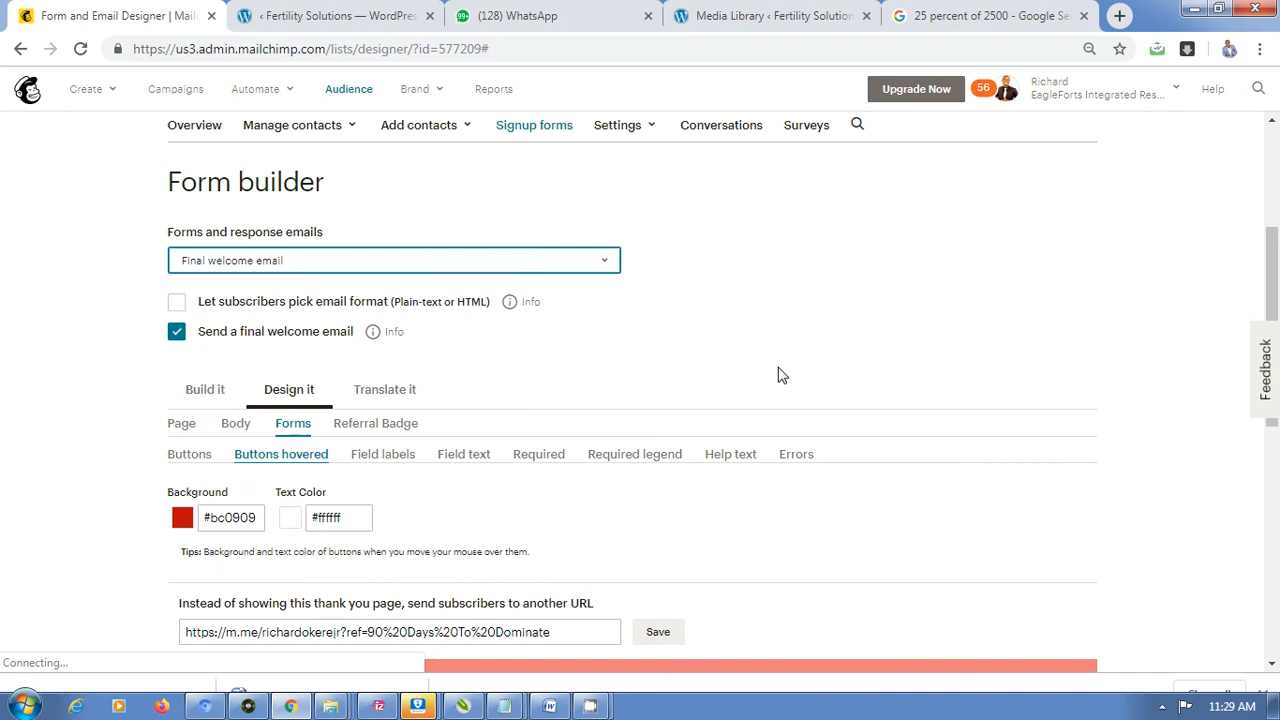 Form and Email Designer | Mailc
‹ Fertility Solutions — WordPres
99+
(128) WhatsApp
Media Library ‹ Fertility Solution
25 percent of 2500 - Google Se
https://us3.admin.mailchimp.com/lists/designer/?id=577209#
Create
Campaigns
Automate
Audience
Brand
Reports
Upgrade Now
56
Richard
EagleForts Integrated Res...
Help
Overview
Manage contacts
Add contacts
Signup forms
Settings
Conversations
Surveys
Form builder
Forms and response emails
Final welcome email
Let subscribers pick email format (Plain-text or HTML)
Info
Send a final welcome email
Info
Build it
Design it
Translate it
Page
Body
Forms
Referral Badge
Buttons
Buttons hovered
Field labels
Field text
Required
Required legend
Help text
Errors
Background
Text Color
#bc0909
#ffffff
Tips: Background and text color of buttons when you move your mouse over them.
Instead of showing this thank you page, send subscribers to another URL
https://m.me/richardokerejr?ref=90%20Days%20To%20Dominate
Save
Feedback
Connecting...
11:29 AM